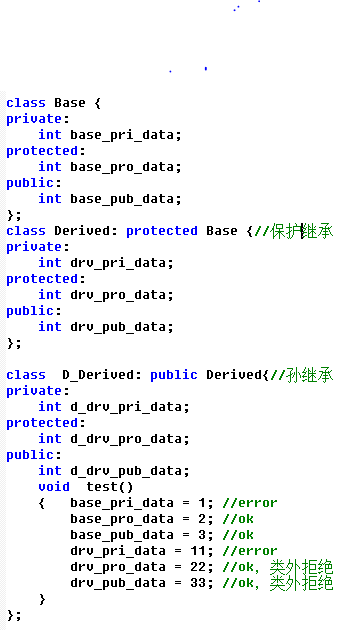 class Base {
private:
    int base_pri_data;
protected:
    int base_pro_data;
public:
    int base_pub_data;
};
class Derived: protected Base {//保护继承
private:
    int drv_pri_data;
protected:
    int drv_pro_data;
public:
    int drv_pub_data;
};
class  D_Derived: public Derived{//孙继承
private:
    int d_drv_pri_data;
protected:
    int d_drv_pro_data;
public:
    int d_drv_pub_data;
    void  test()
    {   base_pri_data = 1; //error
        base_pro_data = 2; //ok
        base_pub_data = 3; //ok
        drv_pri_data = 11; //error
        drv_pro_data = 22; //ok, 类外拒绝
        drv_pub_data = 33; //ok, 类外拒绝
    }
};